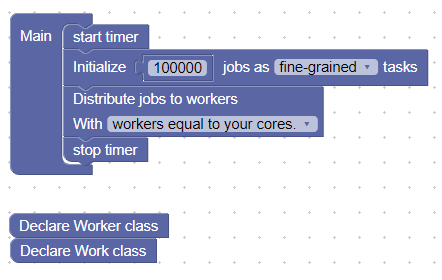 Main start timer
Initialize 100000 jobs as fine-grained tasks
Distribute jobs to workers
With workers equal to your cores.
stop timer
Declare Worker class
Declare Work class